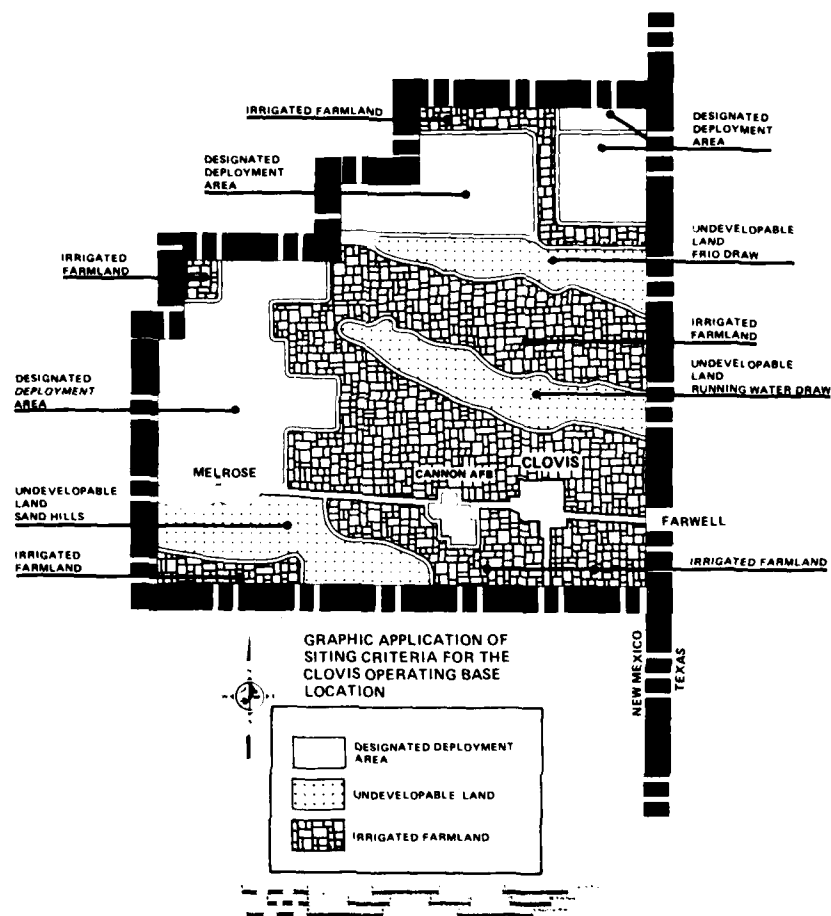 IRRIGATED FARMLAND
DESIGNATED
DEPLOYMENT
AREA
DESIGNATED
DEPLOYMENT
AREA
UNDEVELOPABLE
LAND
FRIO DRAW
IRRIGATED
FARMLAND
IRRIGATED
FARMLAND
UNDEVELOPABLE
LAND
RUNNING WATER DRAW
DESIGNATED
DEPLOYMENT
AREA
MELROSE
CANNON AFB
CLOVIS
UNDEVELOPABLE
LAND
SAND HILLS
FARWELL
IRRIGATED
FARMLAND
IRRIGATED FARMLAND
GRAPHIC APPLICATION OF
SITING CRITERIA FOR THE
CLOVIS OPERATING BASE
LOCATION
NEW MEXICO
TEXAS
DESIGNATED DEPLOYMENT
AREA
UNDEVELOPABLE LAND
IRRIGATED FARMLAND